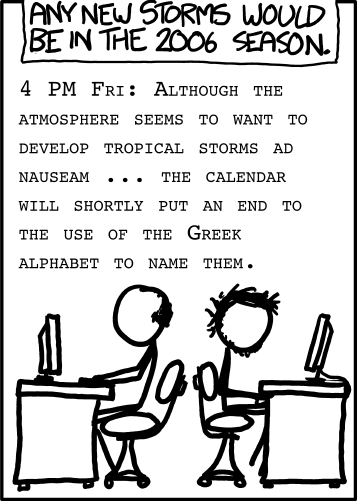 ANY NEW STORMS WOULD
BE IN THE 2006 SEASON.
4 PM Fri: Although the
atmosphere seems to want to
develop tropical storms ad
nauseam ... the calendar
will shortly put an end to
the use of the Greek
alphabet to name them.